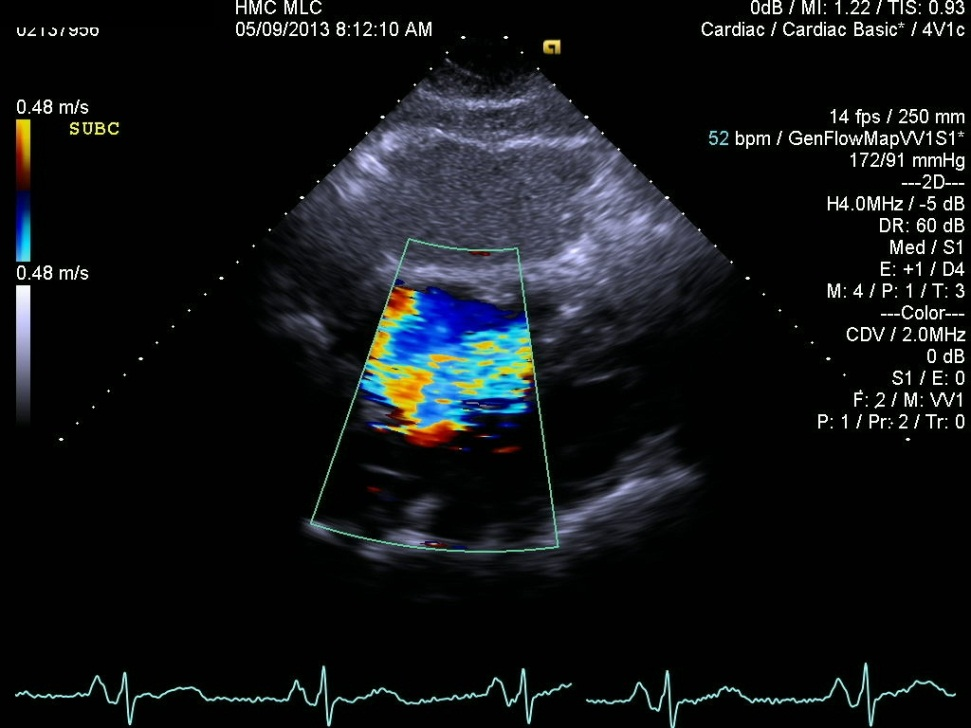 HMC MLC
05/09/2013 8:12:10 AM
0dB / MI: 1.22 / TIS: 0.93
Cardiac / Cardiac Basic* / 4V1c
02137956
0.48 m/s
SUBC
0.48 m/s
14 fps / 250 mm
52 bpm / GenFlowMapVV1S1*
172/91 mmHg
---2D---
H4.0MHz / -5 dB
DR: 60 dB
Med / S1
E: +1 / D4
M: 4 / P: 1 / T: 3
---Color---
CDV / 2.0MHz
0 dB
S1 / E: 0
F: 2 / M: VV1
P: 1 / Pr: 2 / Tr: 0